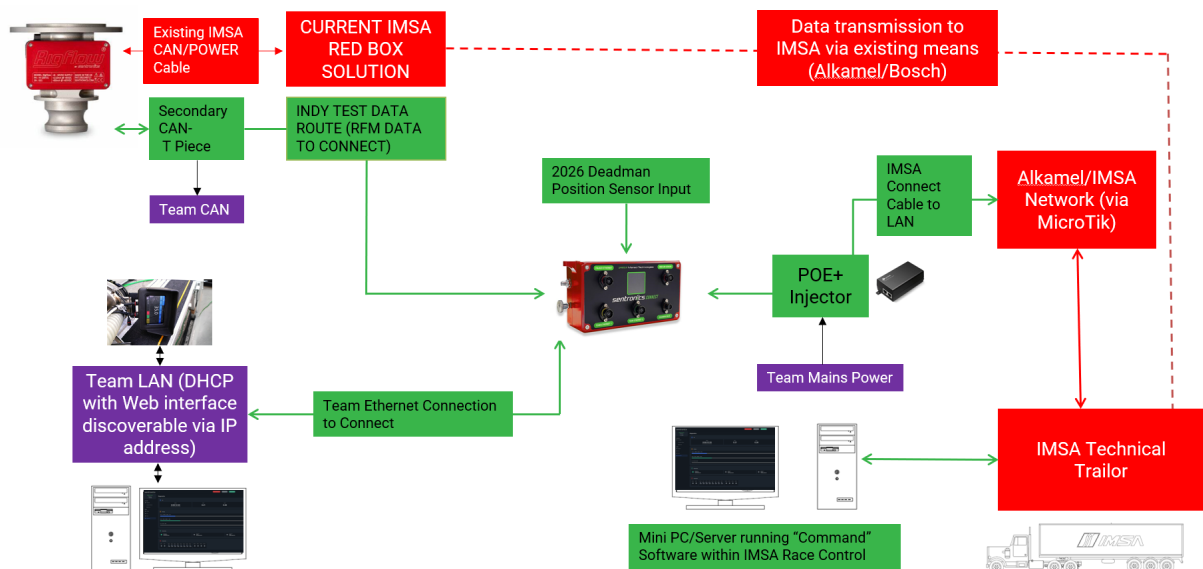 Existing IMSA
CAN/POWER
Cable
CURRENT IMSA
RED BOX
SOLUTION
Data transmission to
IMSA via existing means
(Alkamel/Bosch)
RigFlow
Secondary
CAN-
T Piece
INDY TEST DATA
ROUTE (RFM DATA
TO CONNECT)
Team CAN
2026 Deadman
Position Sensor Input
IMSA
Connect
Cable to
LAN
Alkamel/IMSA
Network (via
MicroTik)
sentronics
POE+
Injector
Team Mains Power
Team LAN (DHCP
with Web interface
discoverable via IP
address)
Team Ethernet Connection
to Connect
IMSA Technical
Trailor
Mini PC/Server running “Command”
Software within IMSA Race Control
IMSA